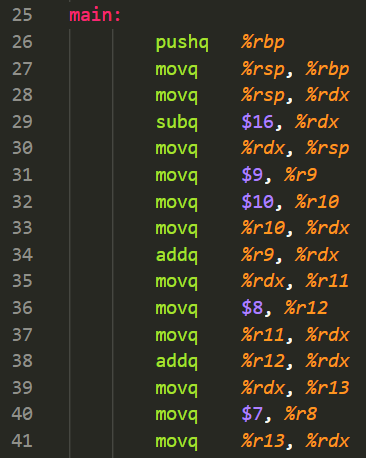 25 main:
26 pushq %rbp
27 movq %rsp, %rbp
28 movq %rsp, %rdx
29 subq $16, %rdx
30 movq %rdx, %rsp
31 movq $9, %r9
32 movq $10, %r10
33 movq %r10, %rdx
34 addq %r9, %rdx
35 movq %rdx, %r11
36 movq $8, %r12
37 movq %r11, %rdx
38 addq %r12, %rdx
39 movq %rdx, %r13
40 movq $7, %r8
41 movq %r13, %rdx